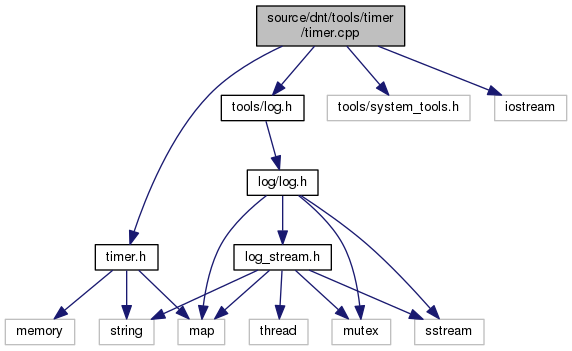 source/dnt/tools/timer
/timer.cpp
tools/log.h
tools/system_tools.h
iostream
log/log.h
timer.h
log_stream.h
memory
string
map
thread
mutex
sstream